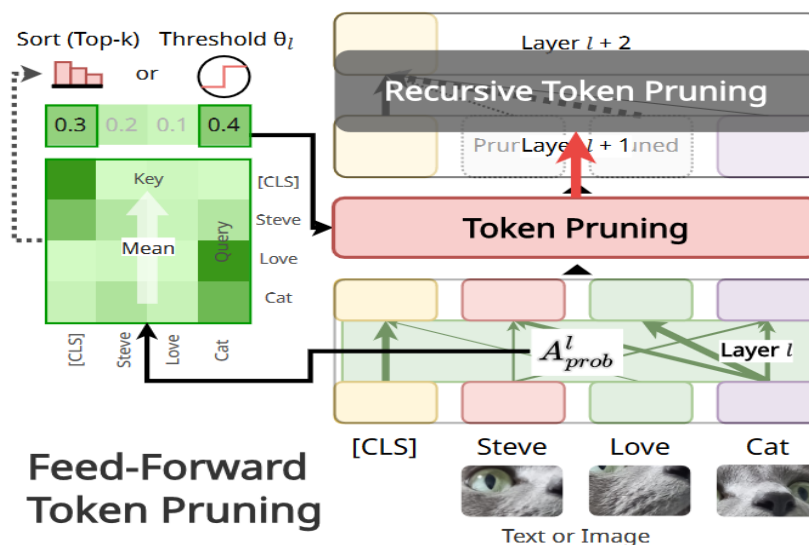 Sort (Top-k) or Threshold θl
0.3 0.2 0.1 0.4
Key
Mean
Query
[CLS]
Steve
Love
Cat
[CLS] Steve Love Cat
Layer l + 2
Recursive Token Pruning
Layer l + 1
Token Pruning
A^l_prob
Layer l
[CLS] Steve Love Cat
Text or Image
Feed-Forward
Token Pruning